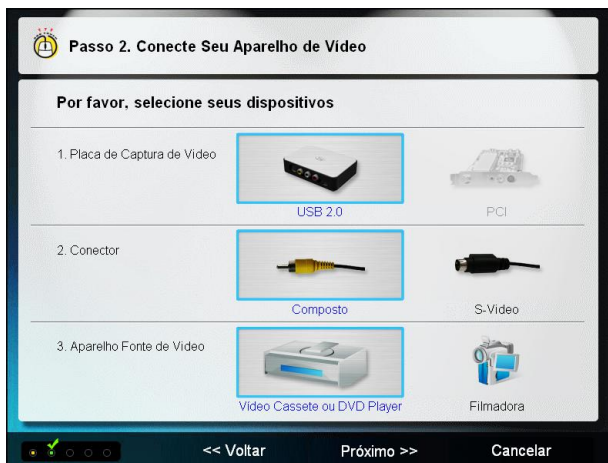 Passo 2. Conecte Seu Aparelho de Vídeo
Por favor, selecione seus dispositivos
1. Placa de Captura de Video
USB 2.0
PCI
2. Conector
Composto
S-Video
3. Aparelho Fonte de Video
Vídeo Cassete ou DVD Player
Filmadora
<< Voltar
Próximo >>
Cancelar